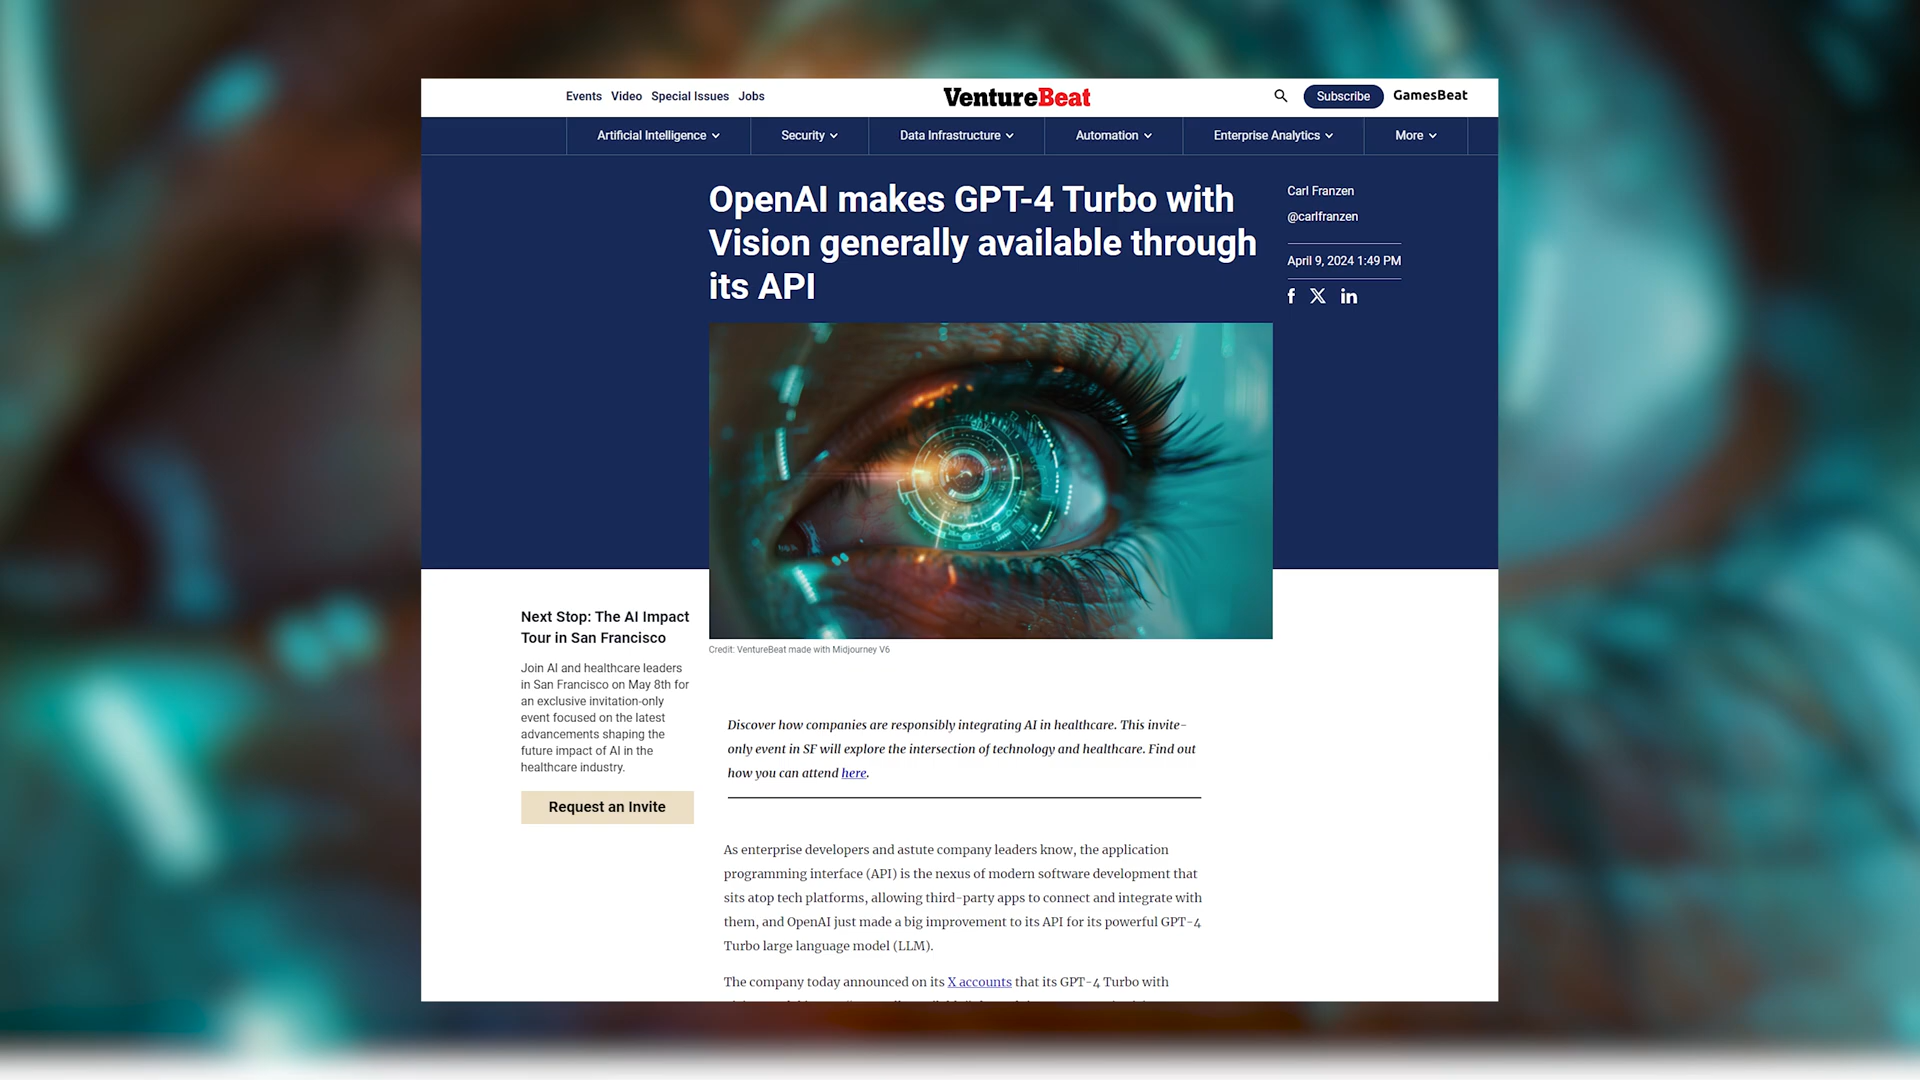 Events Video Special Issues Jobs
VentureBeat
Subscribe GamesBeat
Artificial Intelligence Security Data Infrastructure Automation Enterprise Analytics More
OpenAI makes GPT-4 Turbo with
Vision generally available through
its API
Carl Franzen
@carlfranzen
April 9, 2024 1:49 PM
Credit: VentureBeat made with Midjourney V6
Next Stop: The AI Impact
Tour in San Francisco
Join AI and healthcare leaders
in San Francisco on May 8th for
an exclusive invitation-only
event focused on the latest
advancements shaping the
future impact of AI in the
healthcare industry.
Request an Invite
Discover how companies are responsibly integrating AI in healthcare. This invite-
only event in SF will explore the intersection of technology and healthcare. Find out
how you can attend here.
As enterprise developers and astute company leaders know, the application
programming interface (API) is the nexus of modern software development that
sits atop tech platforms, allowing third-party apps to connect and integrate with
them, and OpenAI just made a big improvement to its API for its powerful GPT-4
Turbo large language model (LLM).
The company today announced on its X accounts that its GPT-4 Turbo with